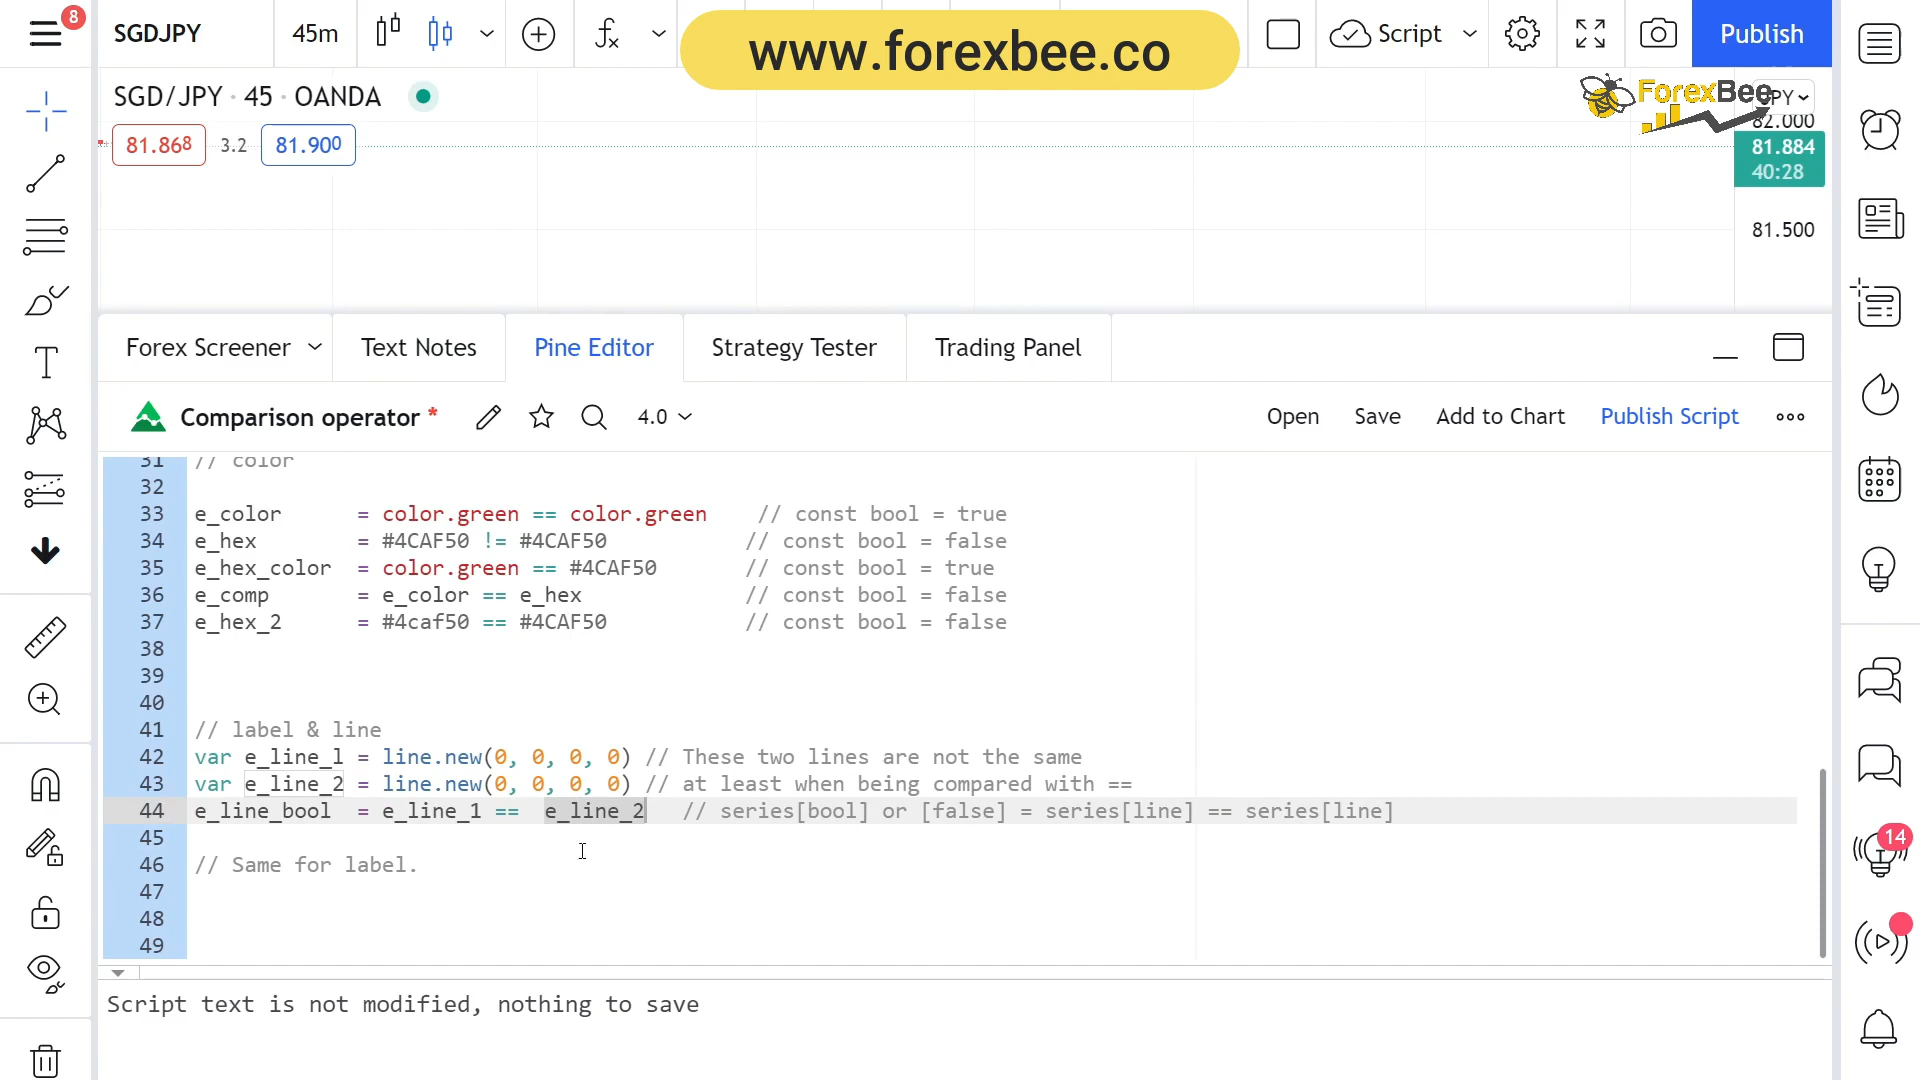 8
SGDJPY
45m
www.forexbee.co
Script
Publish
SGD/JPY · 45 · OANDA
ForexBee
PY
82.000
81.868
3.2
81.900
81.884
40:28
81.500
Forex Screener
Text Notes
Pine Editor
Strategy Tester
Trading Panel
Comparison operator *
4.0
Open
Save
Add to Chart
Publish Script
31 // color
32
33 e_color = color.green == color.green // const bool = true
34 e_hex = #4CAF50 != #4CAF50 // const bool = false
35 e_hex_color = color.green == #4CAF50 // const bool = true
36 e_comp = e_color == e_hex // const bool = false
37 e_hex_2 = #4caf50 == #4CAF50 // const bool = false
38
39
40
41 // label & line
42 var e_line_1 = line.new(0, 0, 0, 0) // These two lines are not the same
43 var e_line_2 = line.new(0, 0, 0, 0) // at least when being compared with ==
44 e_line_bool = e_line_1 == e_line_2 // series[bool] or [false] = series[line] == series[line]
45
46 // Same for label.
47
48
49
14
Script text is not modified, nothing to save